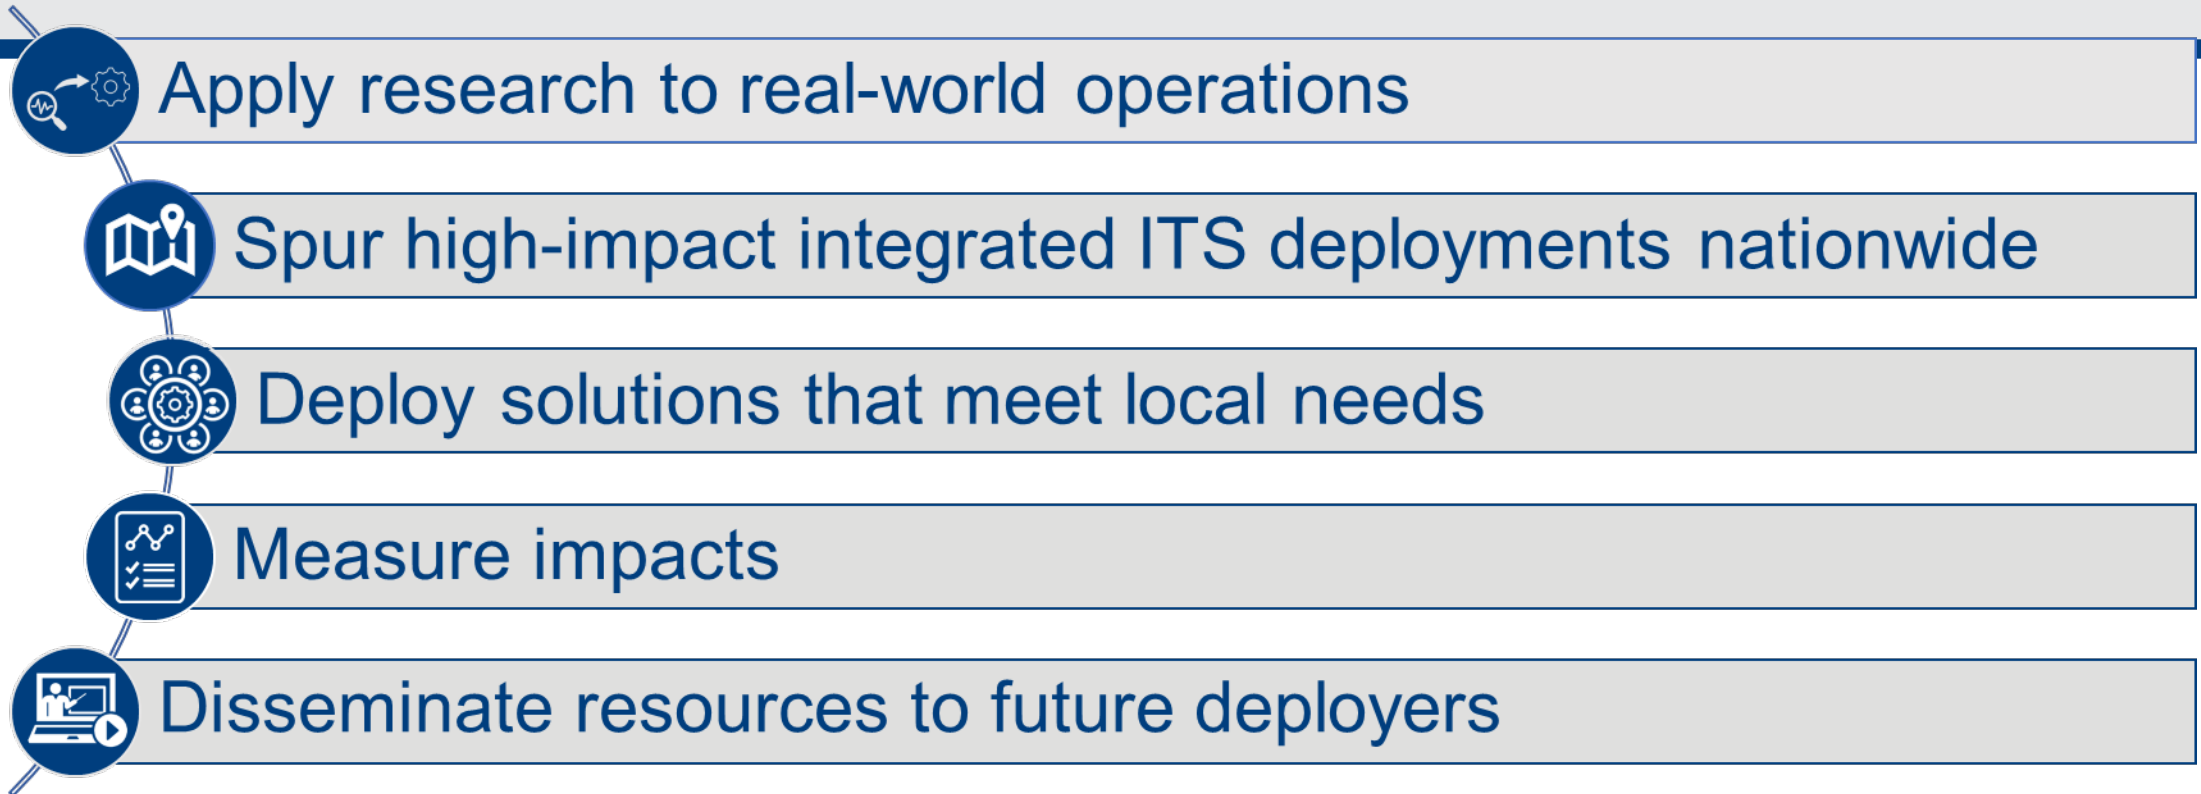 Apply research to real-world operations
Spur high-impact integrated ITS deployments nationwide
Deploy solutions that meet local needs
Measure impacts
Disseminate resources to future deployers